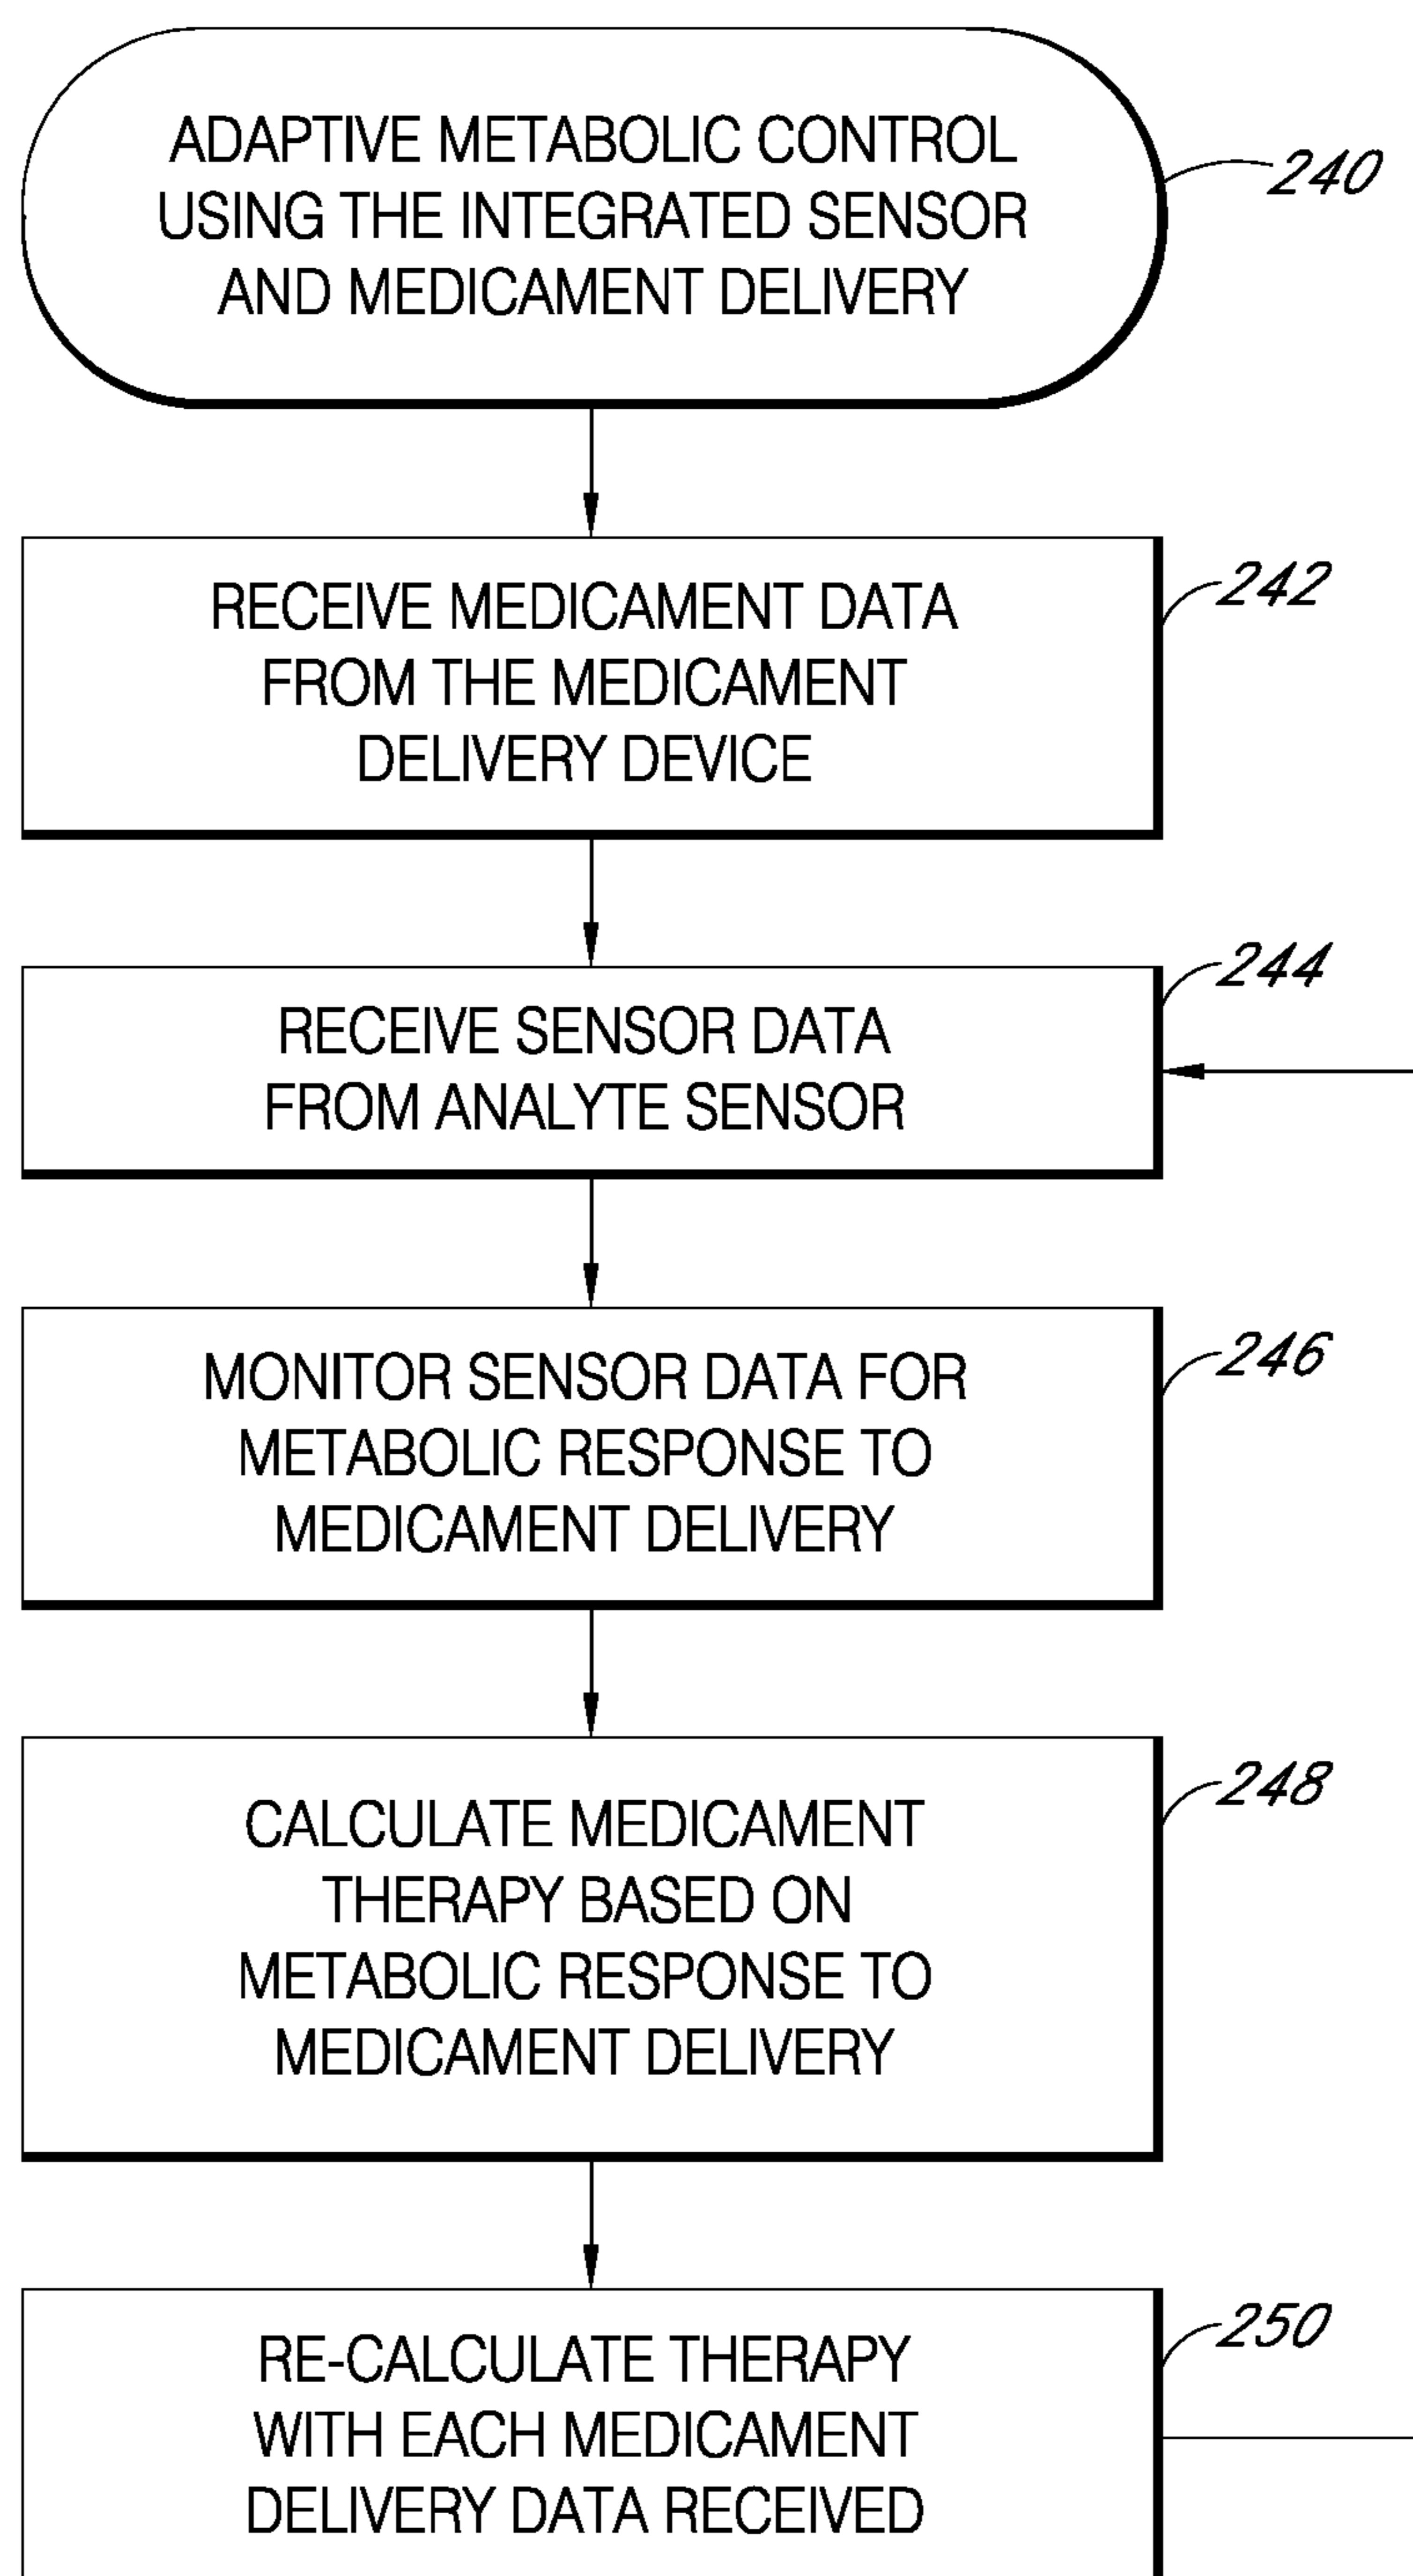 ADAPTIVE METABOLIC CONTROL
USING THE INTEGRATED SENSOR
AND MEDICAMENT DELIVERY
240
RECEIVE MEDICAMENT DATA
FROM THE MEDICAMENT
DELIVERY DEVICE
242
RECEIVE SENSOR DATA
FROM ANALYTE SENSOR
244
MONITOR SENSOR DATA FOR
METABOLIC RESPONSE TO
MEDICAMENT DELIVERY
246
CALCULATE MEDICAMENT
THERAPY BASED ON
METABOLIC RESPONSE TO
MEDICAMENT DELIVERY
248
RE-CALCULATE THERAPY
WITH EACH MEDICAMENT
DELIVERY DATA RECEIVED
250